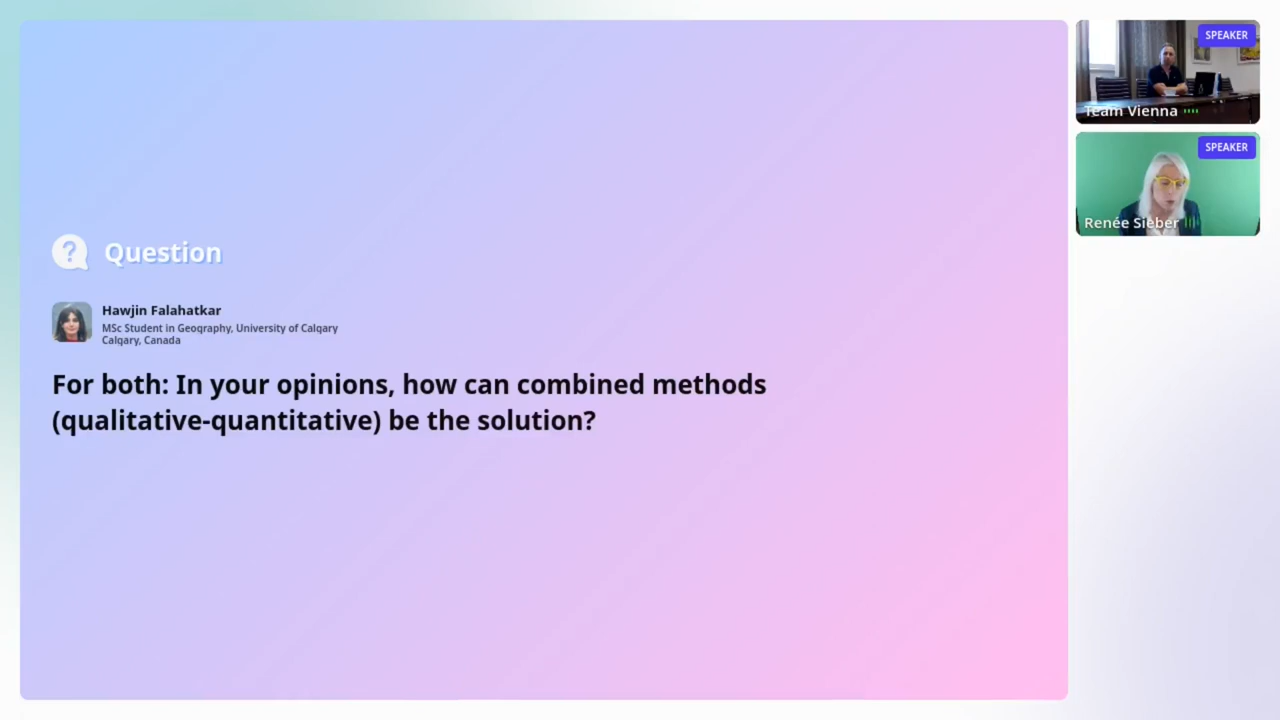 Question
Hawjin Falahatkar
MSc Student in Geography, University of Calgary
Calgary, Canada
For both: In your opinions, how can combined methods
(qualitative-quantitative) be the solution?
SPEAKER
Team Vienna
SPEAKER
Renée Sieber